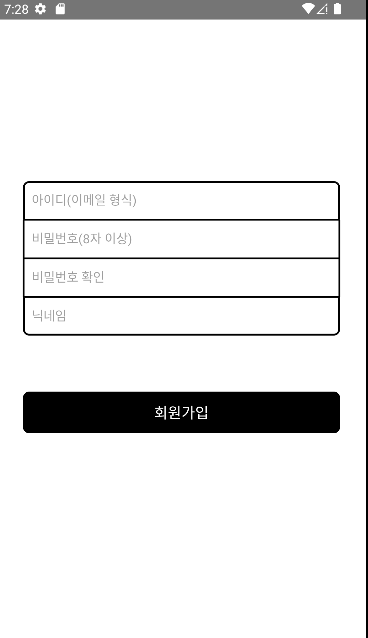 7:28
아이디(이메일 형식)
비밀번호(8자 이상)
비밀번호 확인
닉네임
회원가입